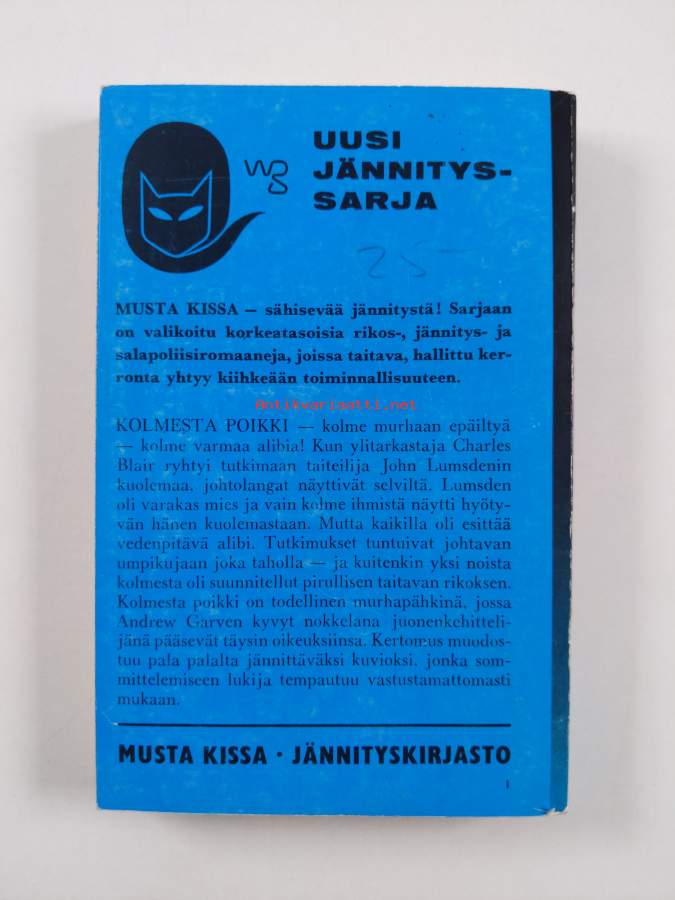 UUSI
JÄNNITYS-
SARJA
WG
25-
MUSTA KISSA — sähisevää jännitystä! Sarjaan
on valikoitu korkeatasoisia rikos-, jännitys- ja
salapoliisiromaaneja, joissa taitava, hallittu ker-
ronta yhtyy kiihkeään toiminnallisuuteen.
Antikvariaatti.net
KOLMESTA POIKKI — kolme murhaan epäiltyä
— kolme varmaa alibia! Kun ylitarkastaja Charles
Blair ryhtyi tutkimaan taiteilija John Lumsdenin
kuolemaa, johtolangat näyttivät selviltä. Lumsden
oli varakas mies ja vain kolme ihmistä näytti hyöty-
vän hänen kuolemastaan. Mutta kaikilla oli esittää
vedenpitävä alibi. Tutkimukset tuntuivat johtavan
umpikujaan joka taholla — ja kuitenkin yksi noista
kolmesta oli suunnitellut pirullisen taitavan rikoksen.
Kolmesta poikki on todellinen murhapähkinä, jossa
Andrew Garven kyvyt nokkelana juonenkehitteli-
jänä pääsevät täysin oikeuksiinsa. Kertomus muodos-
tuu pala palalta jännittäväksi kuvioksi, jonka som-
mittelemiseen lukija tempautuu vastustamattomasti
mukaan.
MUSTA KISSA · JÄNNITYSKIRJASTO
1